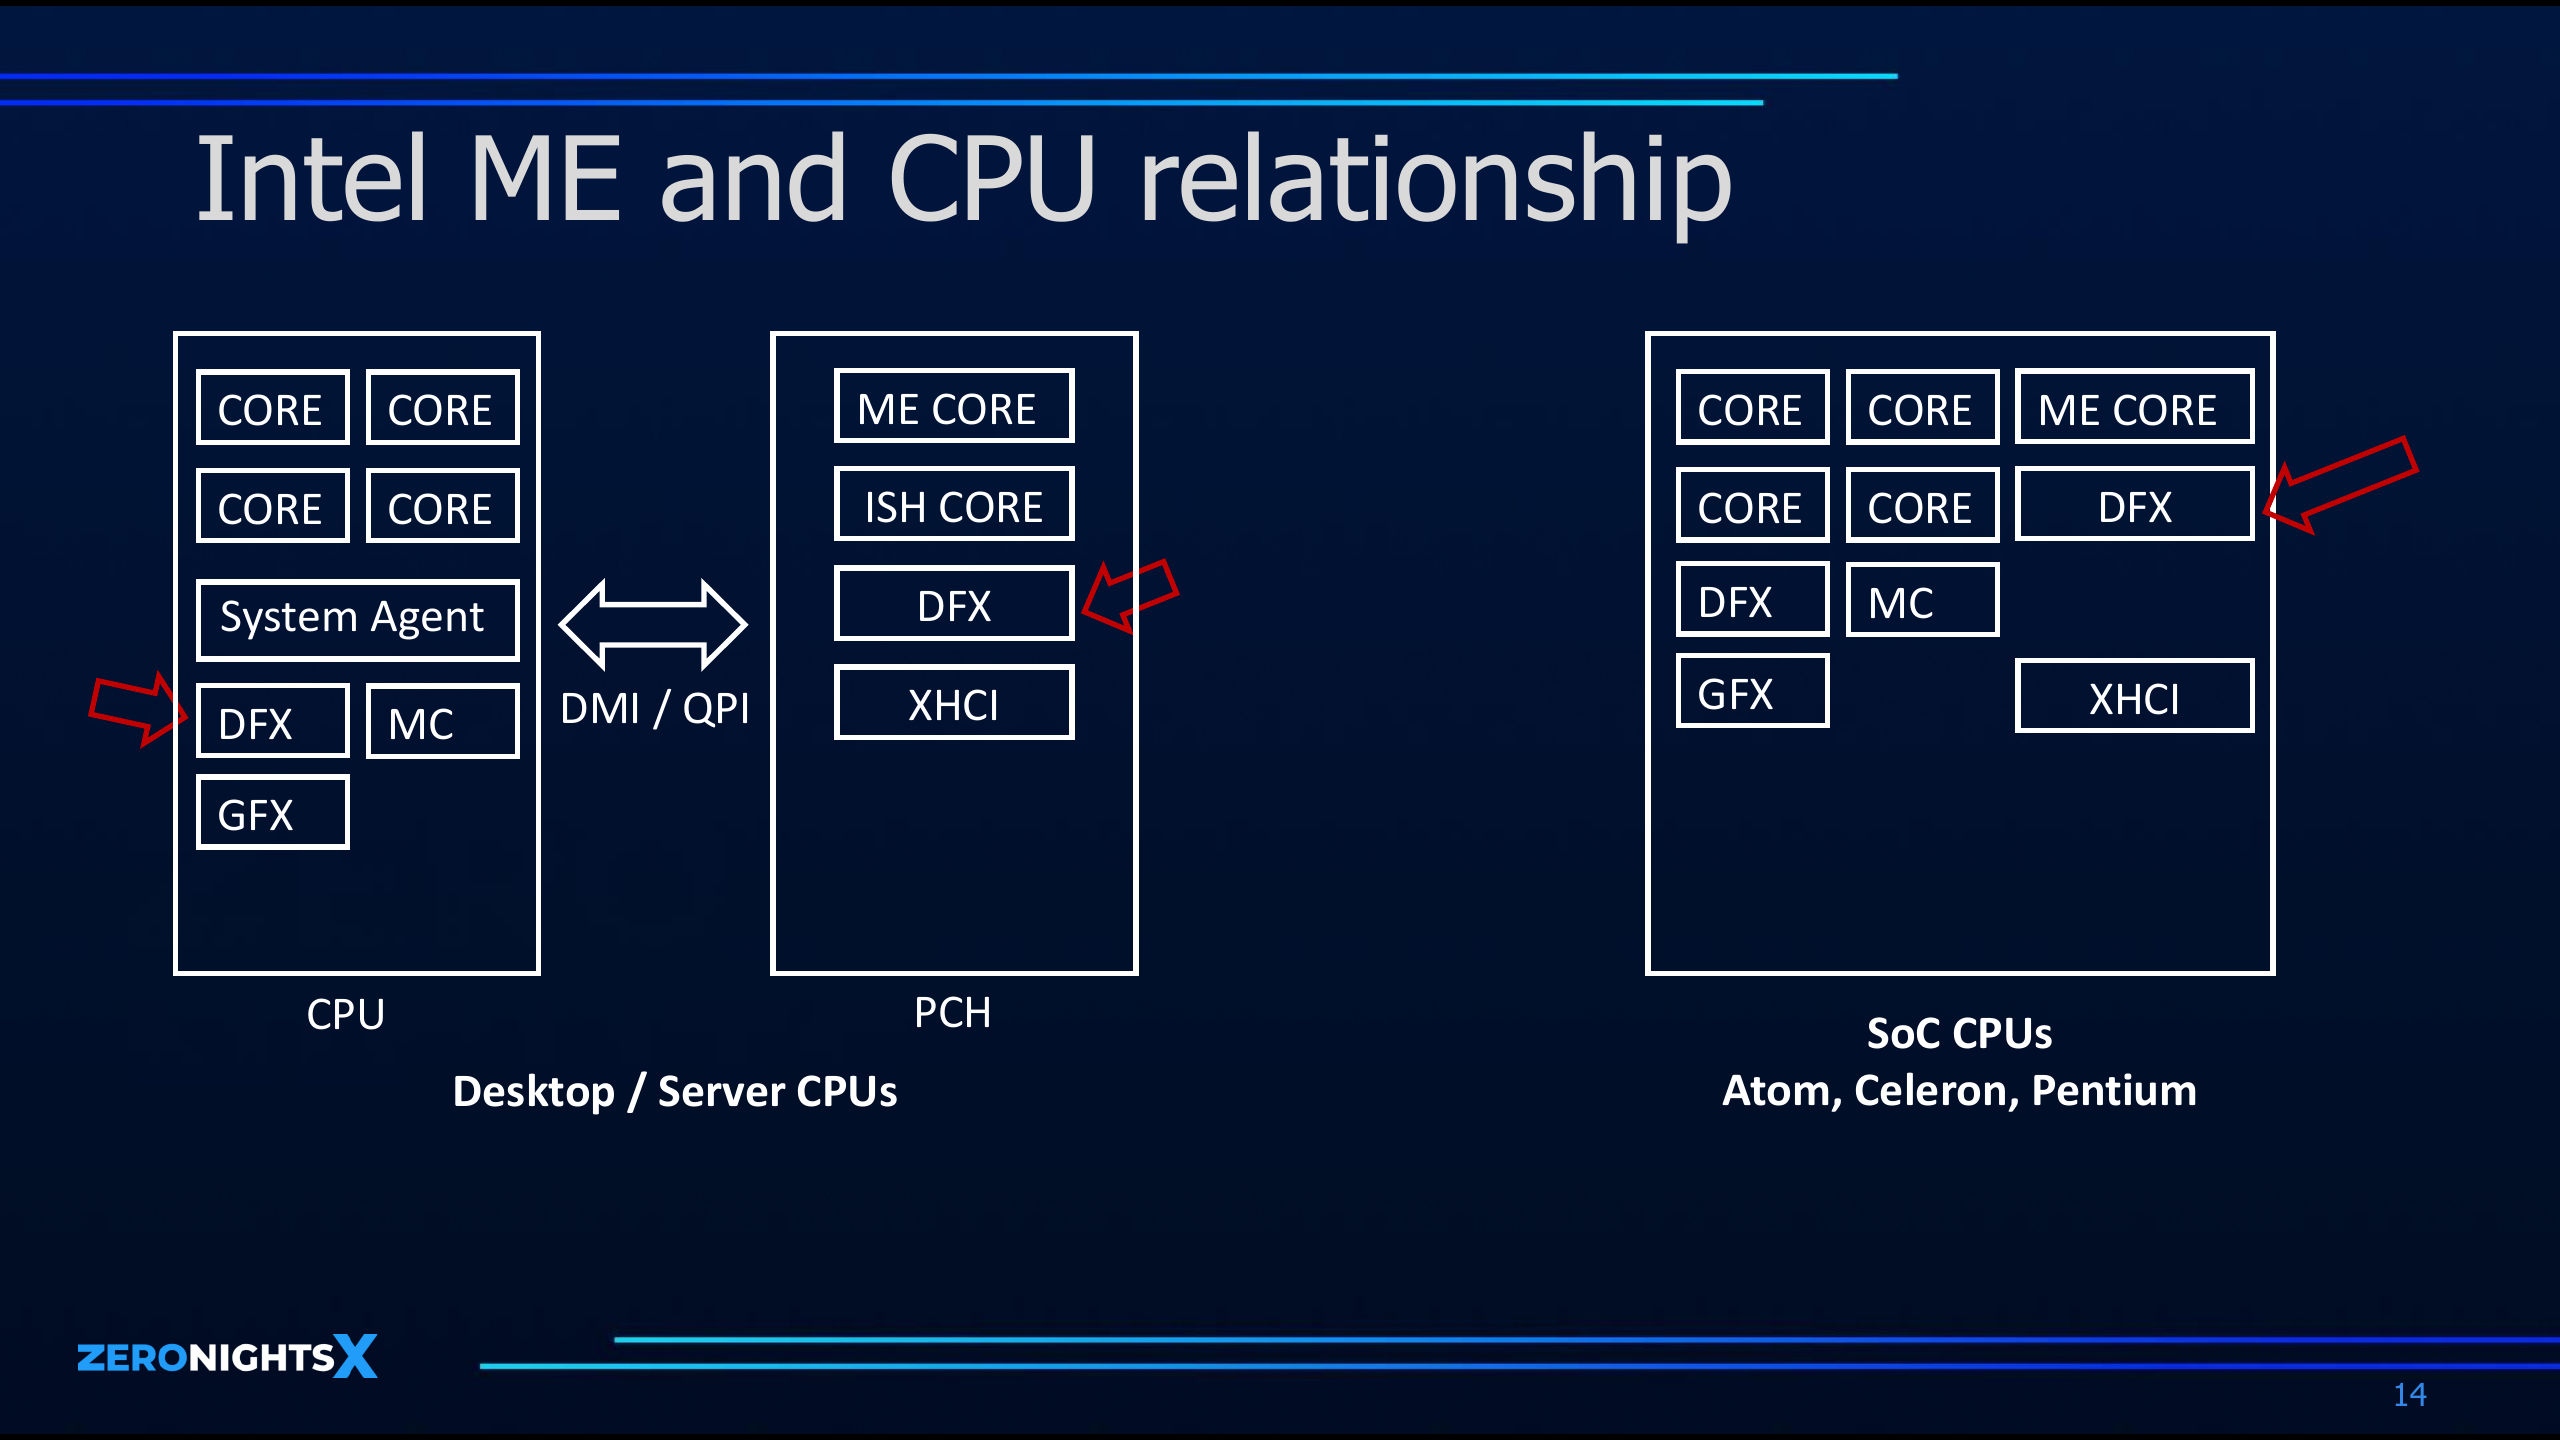 Intel ME and CPU relationship
CORE CORE
CORE CORE
System Agent
DFX MC
GFX
CPU
DMI / QPI
ME CORE
ISH CORE
DFX
XHCI
PCH
Desktop / Server CPUs
CORE CORE ME CORE
CORE CORE DFX
DFX MC
GFX XHCI
SoC CPUs
Atom, Celeron, Pentium
ZERONIGHTSX
14